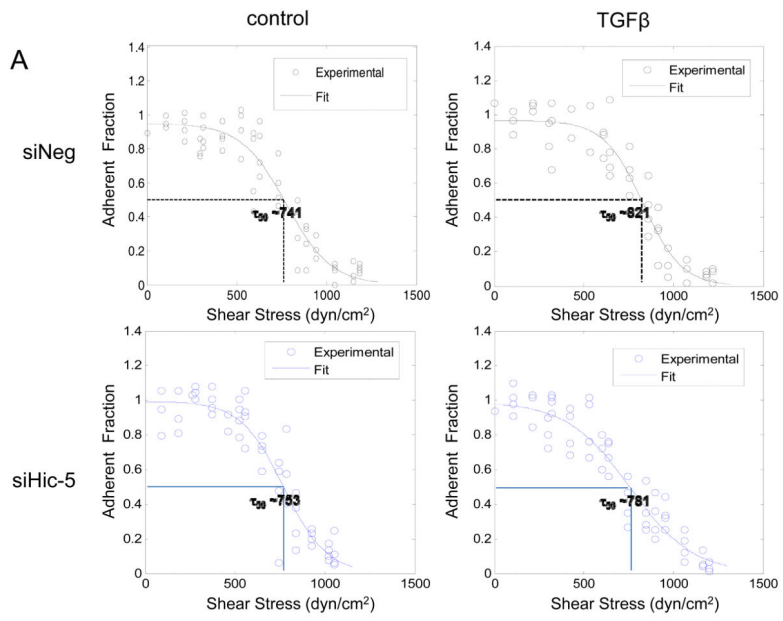 control
TGFβ
A
siNeg
1.4
1.2
1
0.8
0.6
0.4
0.2
0
0
500
1000
1500
Adherent Fraction
Shear Stress (dyn/cm²)
Experimental
Fit
τ50 ~741
1.4
1.2
1
0.8
0.6
0.4
0.2
0
0
500
1000
1500
Adherent Fraction
Shear Stress (dyn/cm²)
Experimental
Fit
τ50 ~821
siHic-5
1.4
1.2
1
0.8
0.6
0.4
0.2
0
0
500
1000
1500
Adherent Fraction
Shear Stress (dyn/cm²)
Experimental
Fit
τ50 ~753
1.4
1.2
1
0.8
0.6
0.4
0.2
0
0
500
1000
1500
Adherent Fraction
Shear Stress (dyn/cm²)
Experimental
Fit
τ50 ~781